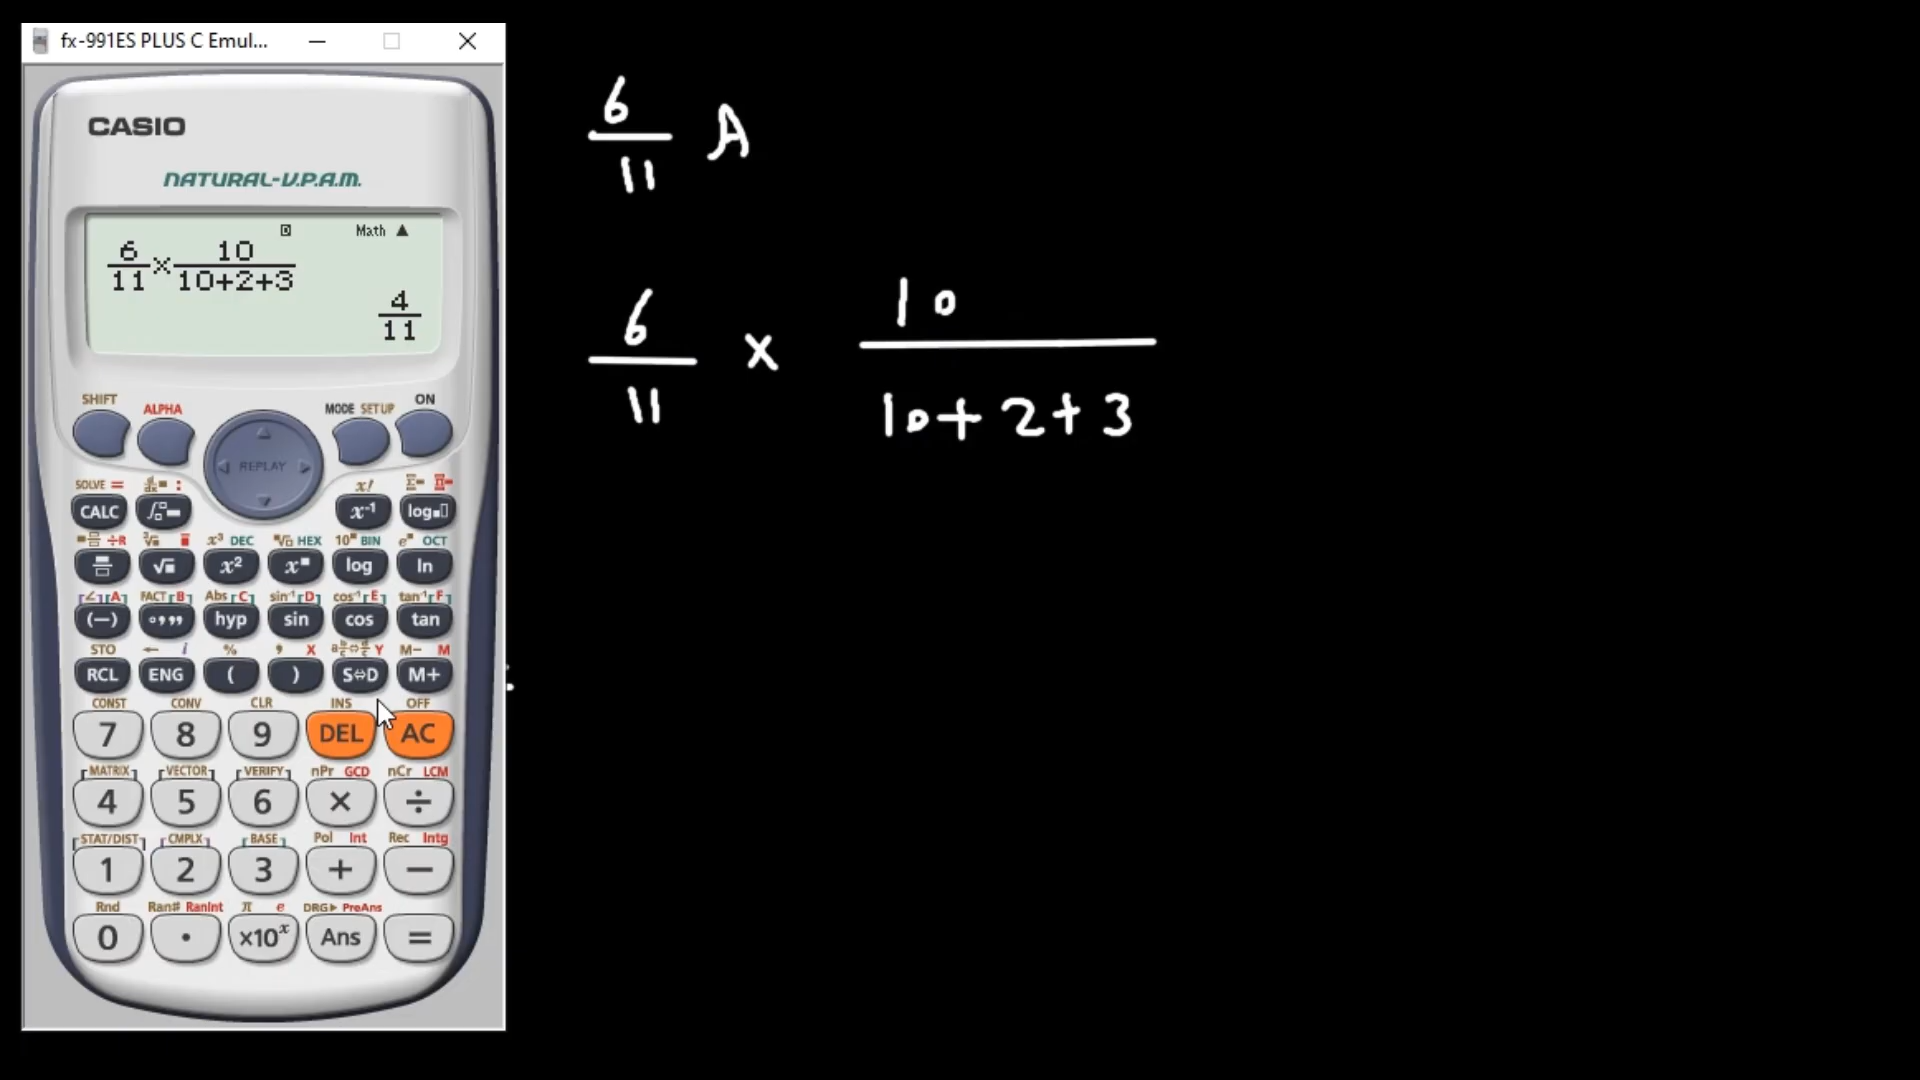 fx-991ES PLUS C Emul...
CASIO
NATURAL-V.P.A.M.
D Math ▲
6/11×10/(10+2+3)
4/11
SHIFT ALPHA MODE SETUP ON
REPLAY
SOLVE = d/dx : x! Σ Π
CALC ∫ x⁻¹ log
÷R ³√ x³ DEC √ HEX 10 BIN e OCT
√ x² x log ln
∠ A FACT B Abs C sin⁻¹ D cos⁻¹ E tan⁻¹ F
(−) °,,, hyp sin cos tan
STO ← i % , X a b/c⇔d/c Y M− M
RCL ENG ( ) S⇔D M+
CONST CONV CLR INS OFF
7 8 9 DEL AC
MATRIX VECTOR VERIFY nPr GCD nCr LCM
4 5 6 × ÷
STAT/DIST CMPLX BASE Pol Int Rec Intg
1 2 3 + −
Rnd Ran# RanInt π e DRG▶ PreAns
0 . ×10ˣ Ans =
6/11 A
6/11 × 10/(10+2+3)